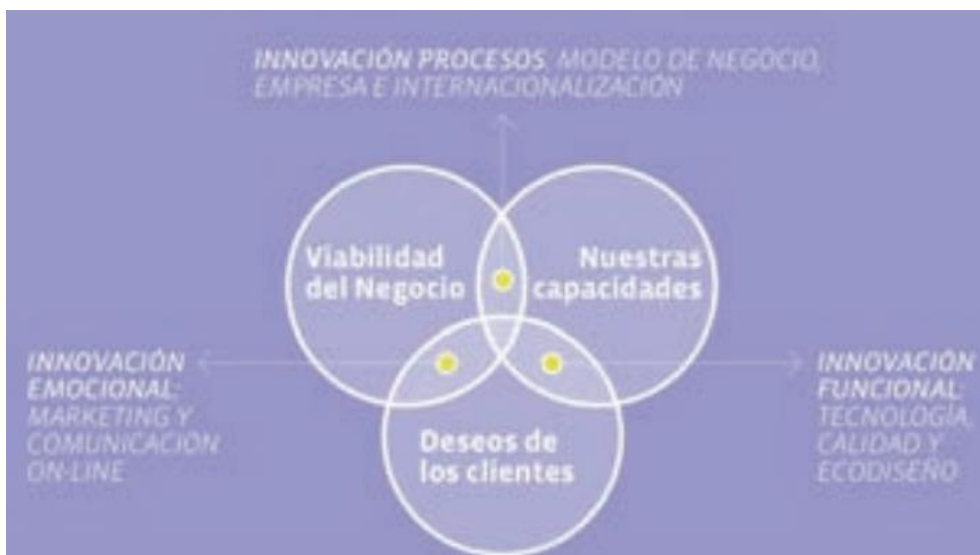 INNOVACIÓN PROCESOS: MODELO DE NEGOCIO,
EMPRESA E INTERNACIONALIZACIÓN
Viabilidad
del Negocio
Nuestras
capacidades
INNOVACIÓN
EMOCIONAL:
MARKETING Y
COMUNICACIÓN
ON-LINE
INNOVACIÓN
FUNCIONAL:
TECNOLOGÍA,
CALIDAD Y
ECODISEÑO
Deseos de
los clientes